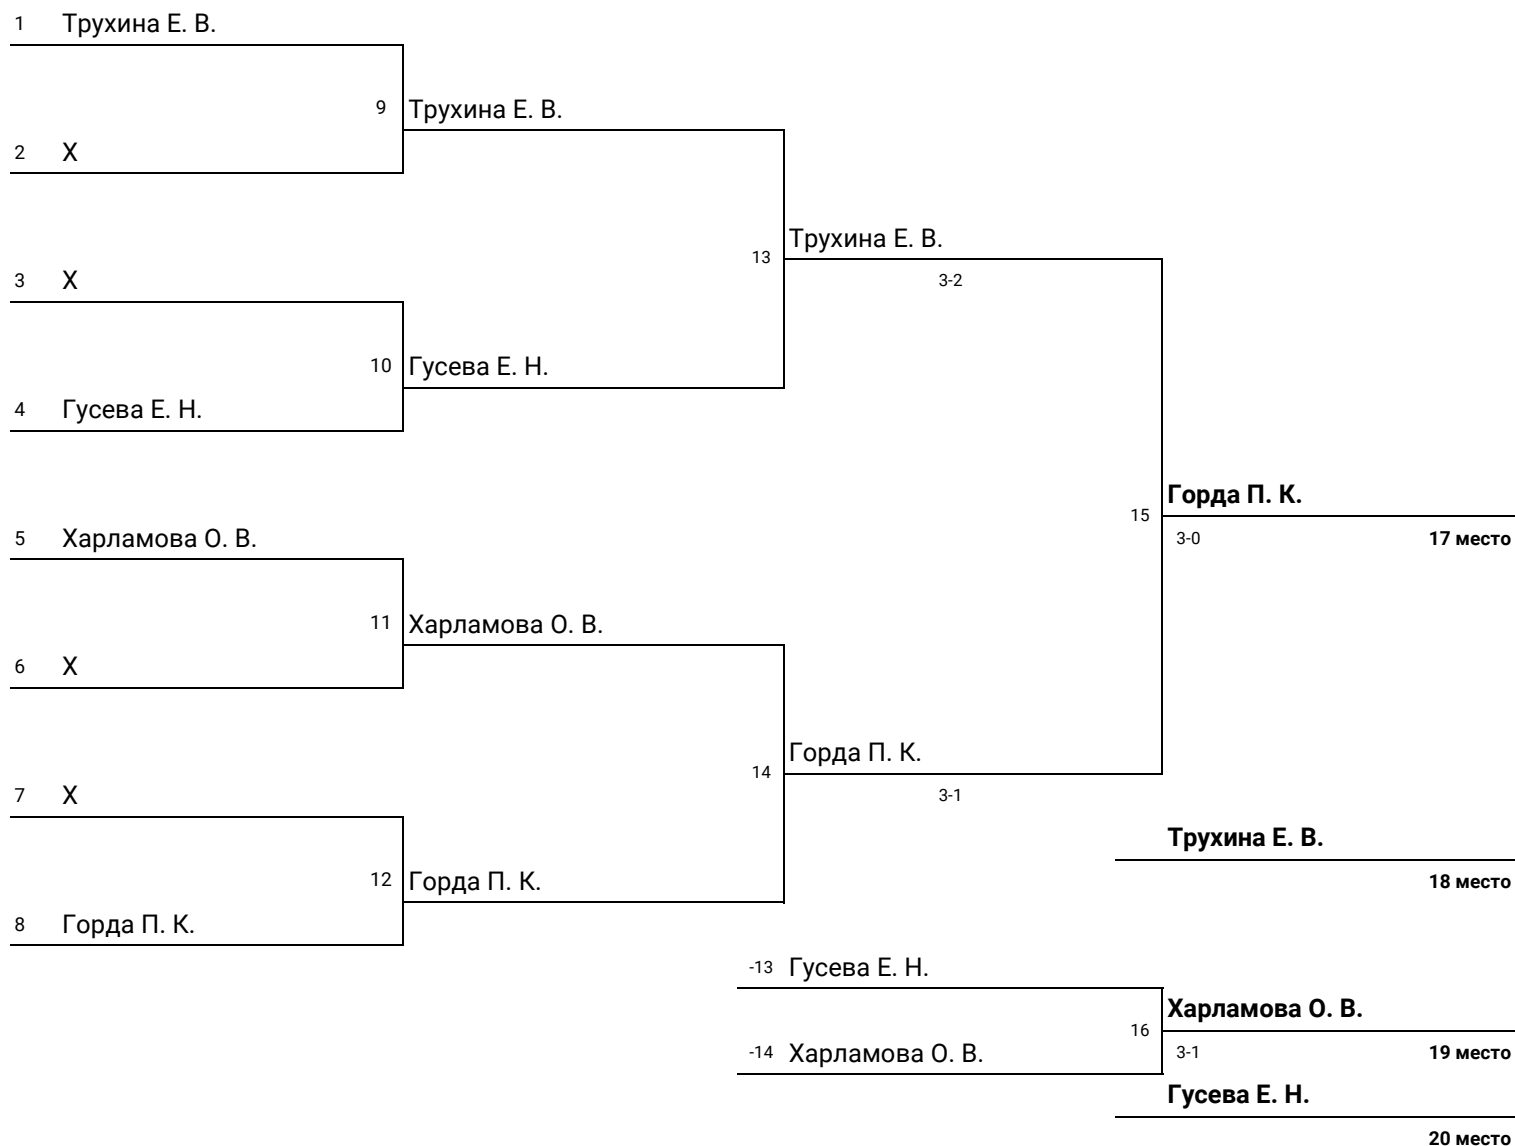 1 Трухина Е. В.
9 Трухина Е. В.
2 X
Трухина Е. В.
13
3 X
3-2
10 Гусева Е. Н.
4 Гусева Е. Н.
Горда П. К.
15
5 Харламова О. В.
3-0 17 место
11 Харламова О. В.
6 X
Горда П. К.
14
7 X
3-1
Трухина Е. В.
12 Горда П. К.
18 место
8 Горда П. К.
-13 Гусева Е. Н.
Харламова О. В.
16
-14 Харламова О. В.
3-1 19 место
Гусева Е. Н.
20 место